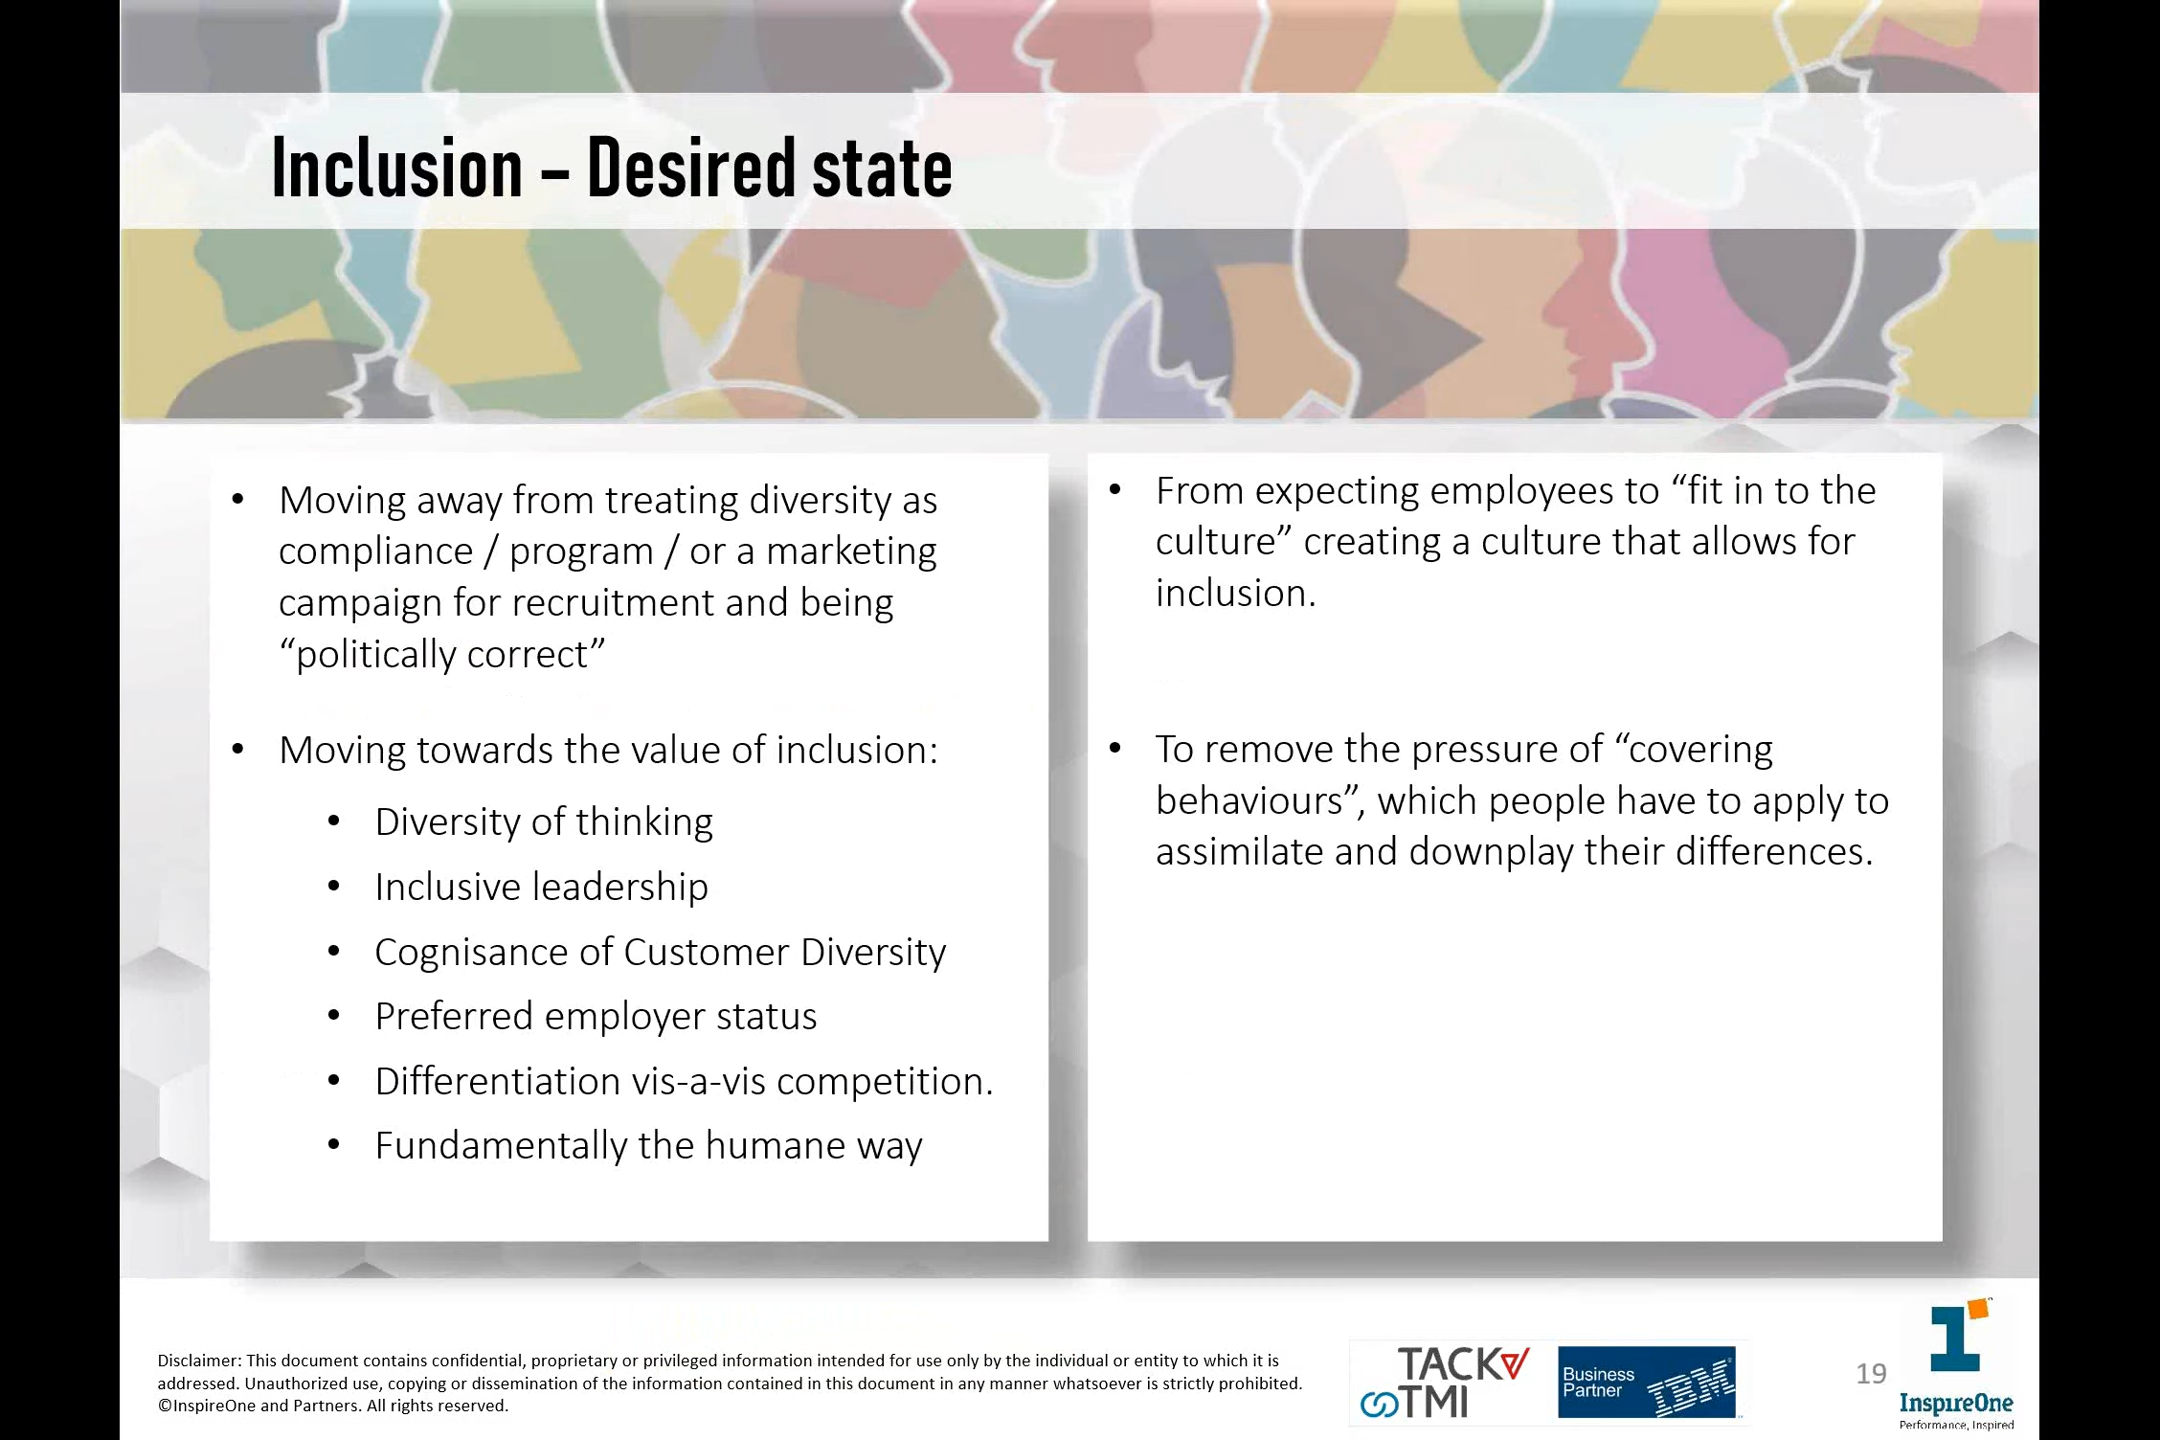 Inclusion – Desired state
• Moving away from treating diversity as
compliance / program / or a marketing
campaign for recruitment and being
“politically correct”
• Moving towards the value of inclusion:
• Diversity of thinking
• Inclusive leadership
• Cognisance of Customer Diversity
• Preferred employer status
• Differentiation vis-a-vis competition.
• Fundamentally the humane way
• From expecting employees to “fit in to the
culture” creating a culture that allows for
inclusion.
• To remove the pressure of “covering
behaviours”, which people have to apply to
assimilate and downplay their differences.
Disclaimer: This document contains confidential, proprietary or privileged information intended for use only by the individual or entity to which it is
addressed. Unauthorized use, copying or dissemination of the information contained in this document in any manner whatsoever is strictly prohibited.
©InspireOne and Partners. All rights reserved.
TACK
TMI
Business
Partner
IBM
19
InspireOne
Performance, Inspired